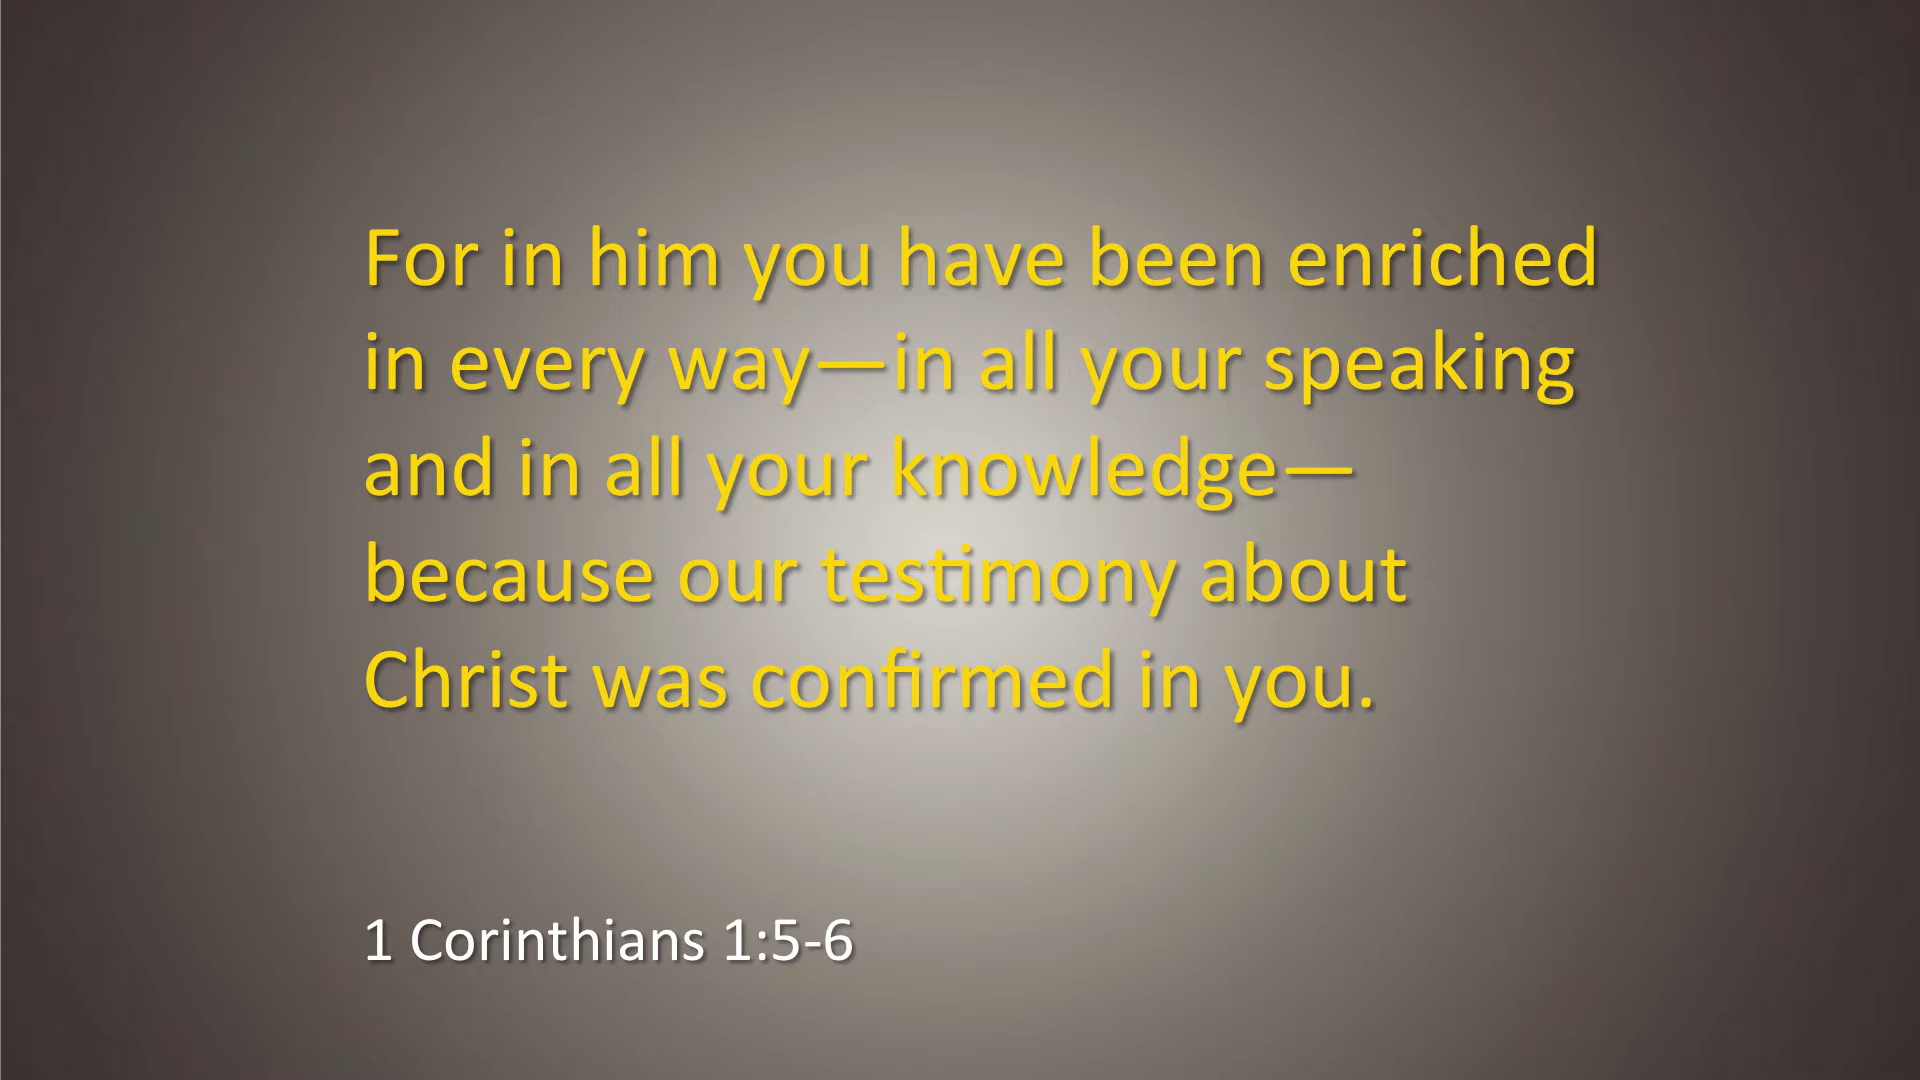 For in him you have been enriched
in every way—in all your speaking
and in all your knowledge—
because our testimony about
Christ was confirmed in you.
1 Corinthians 1:5-6